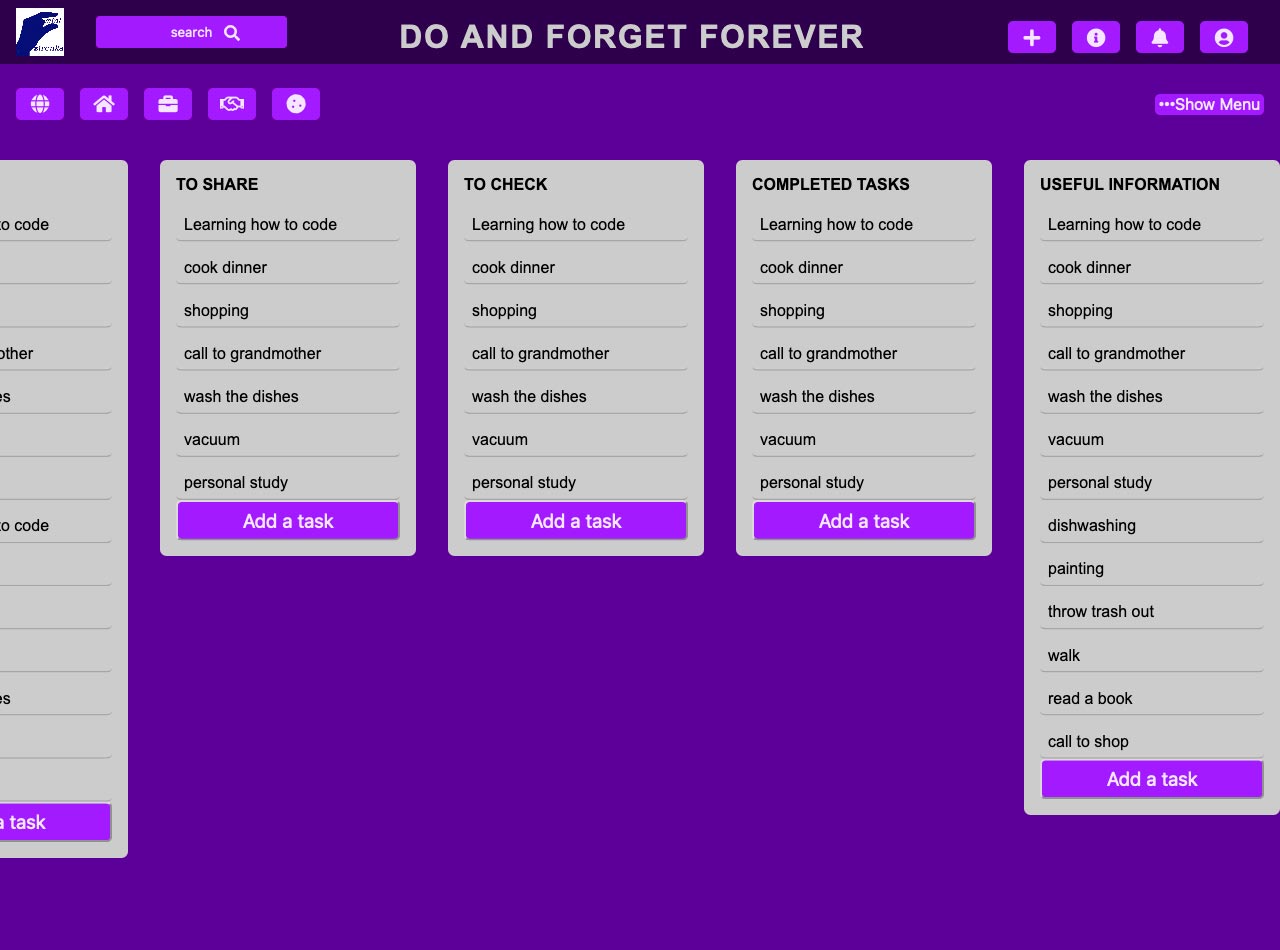 search
DO AND FORGET FOREVER
•••Show Menu
to code
other
es
to code
es
a task
TO SHARE
Learning how to code
cook dinner
shopping
call to grandmother
wash the dishes
vacuum
personal study
Add a task
TO CHECK
Learning how to code
cook dinner
shopping
call to grandmother
wash the dishes
vacuum
personal study
Add a task
COMPLETED TASKS
Learning how to code
cook dinner
shopping
call to grandmother
wash the dishes
vacuum
personal study
Add a task
USEFUL INFORMATION
Learning how to code
cook dinner
shopping
call to grandmother
wash the dishes
vacuum
personal study
dishwashing
painting
throw trash out
walk
read a book
call to shop
Add a task